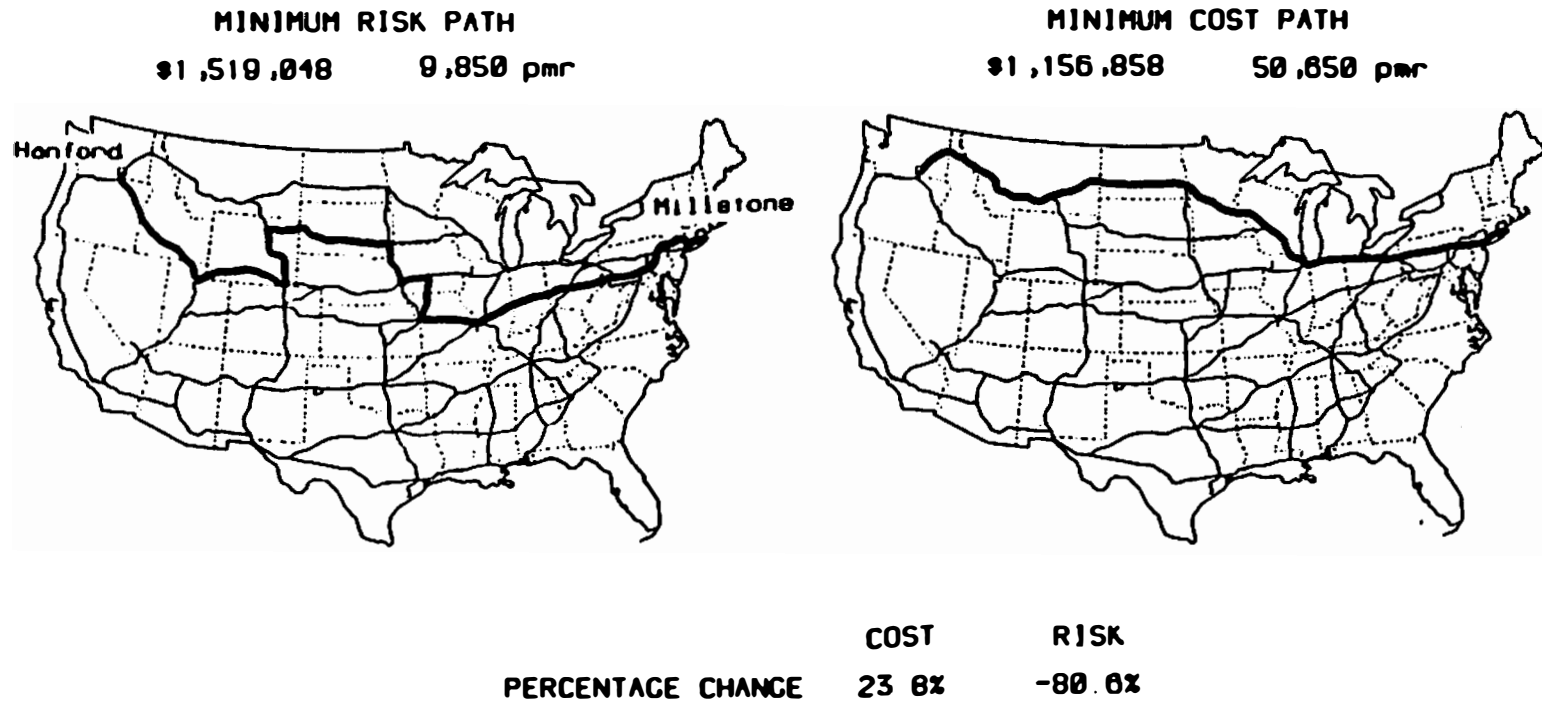 MINIMUM RISK PATH
$1,519,048 9,850 pmr
Hanford
Millstone
MINIMUM COST PATH
$1,156,858 50,650 pmr
COST RISK
PERCENTAGE CHANGE 23 8% -80.6%